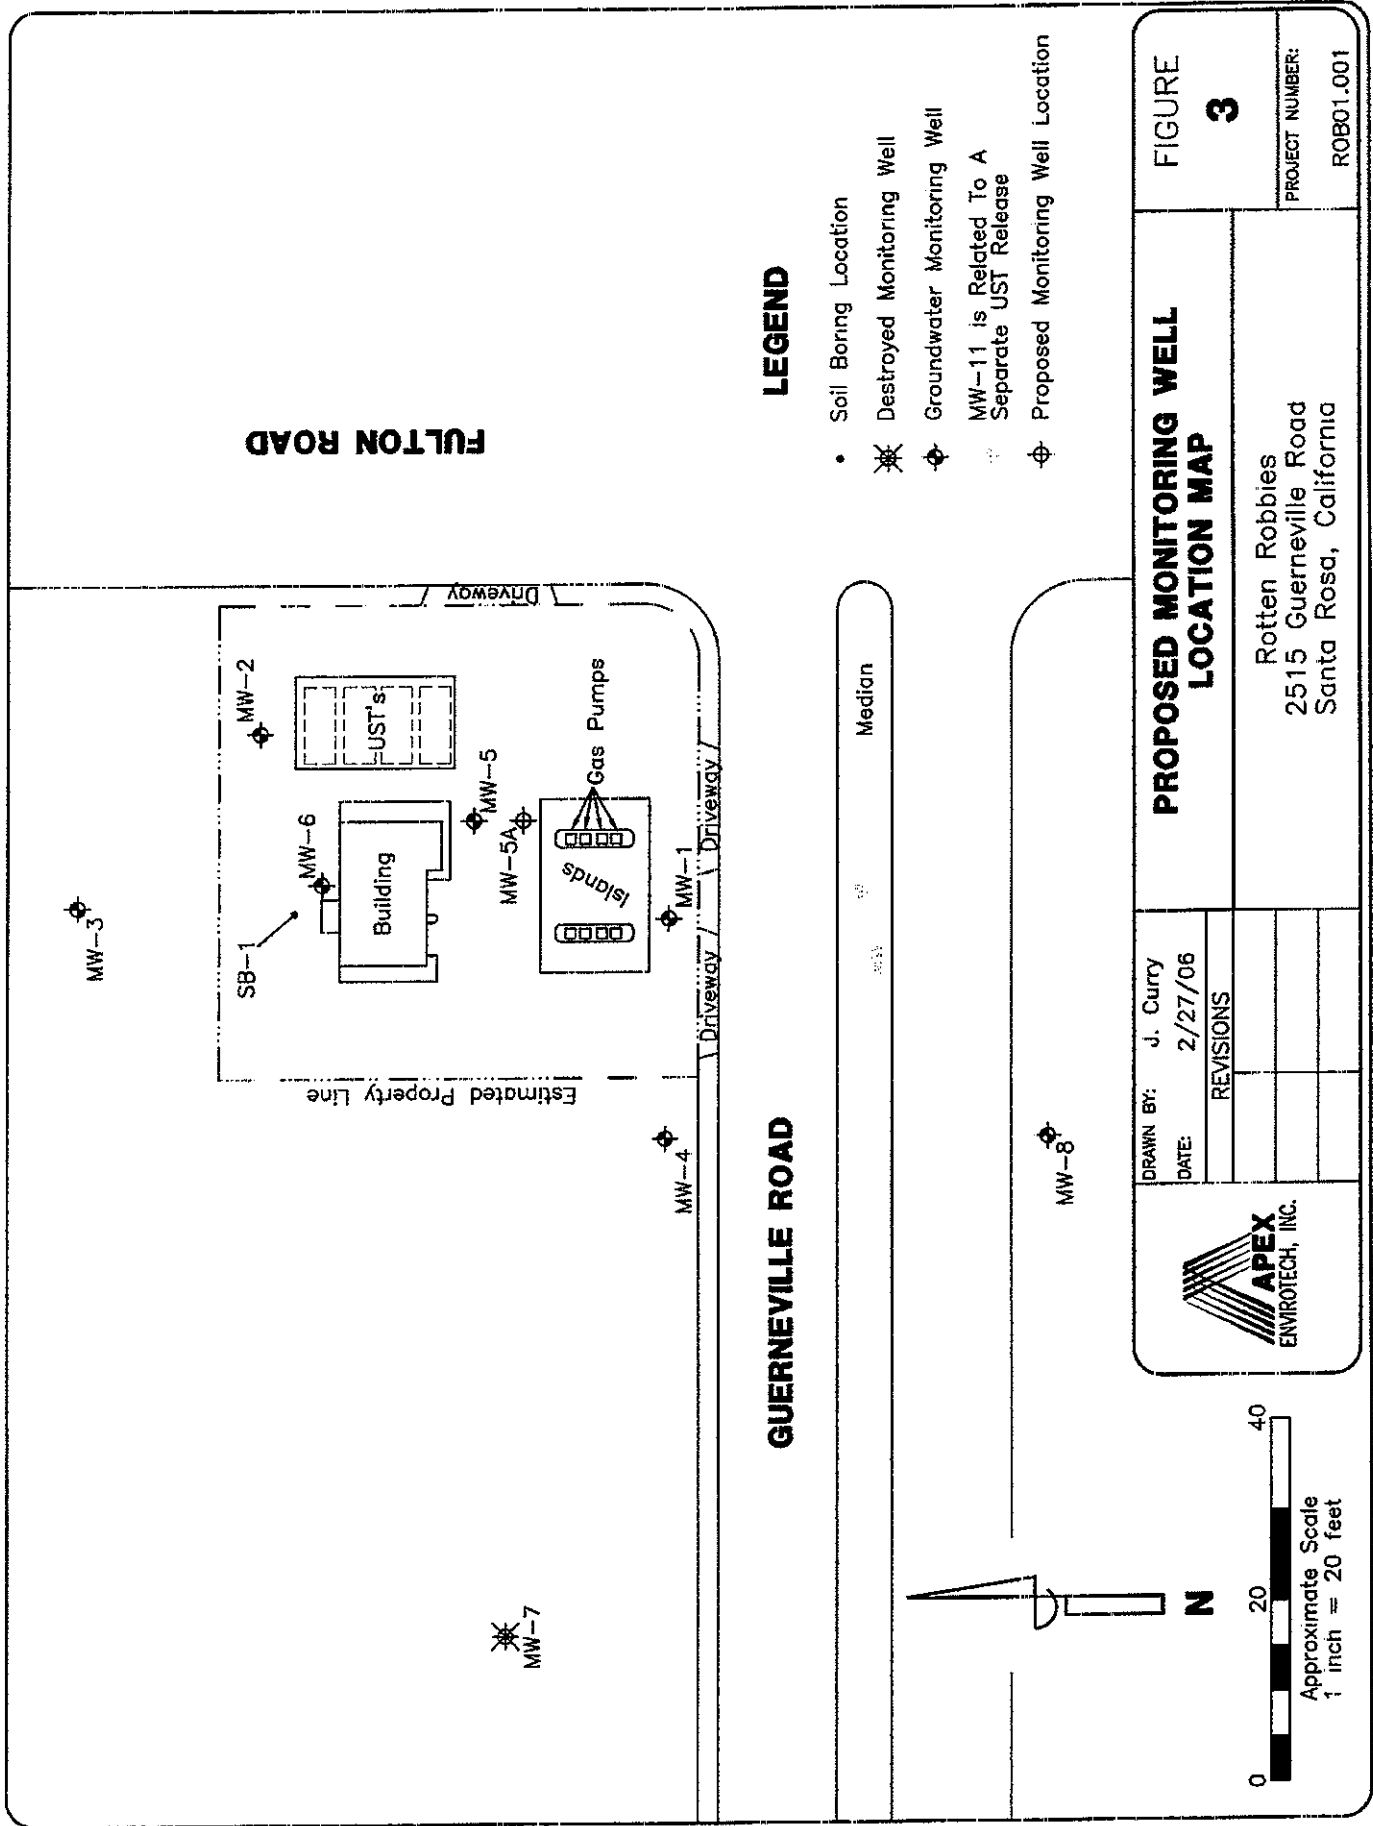 MW-3
MW-2
SB-1
MW-6
UST's
Building
MW-5
MW-5A
Gas Pumps
Islands
MW-1
Driveway
Driveway
Driveway
Estimated Property Line
MW-4
MW-7
FULTON ROAD
GUERNEVILLE ROAD
Median
MW-8
LEGEND
Soil Boring Location
Destroyed Monitoring Well
Groundwater Monitoring Well
MW-11 is Related To A
Separate UST Release
Proposed Monitoring Well Location
N
0 20 40
Approximate Scale
1 inch = 20 feet
APEX
ENVIROTECH, INC.
DRAWN BY: J. Curry
DATE: 2/27/06
REVISIONS
PROPOSED MONITORING WELL
LOCATION MAP
Rotten Robbies
2515 Guerneville Road
Santa Rosa, California
FIGURE
3
PROJECT NUMBER:
ROB01.001